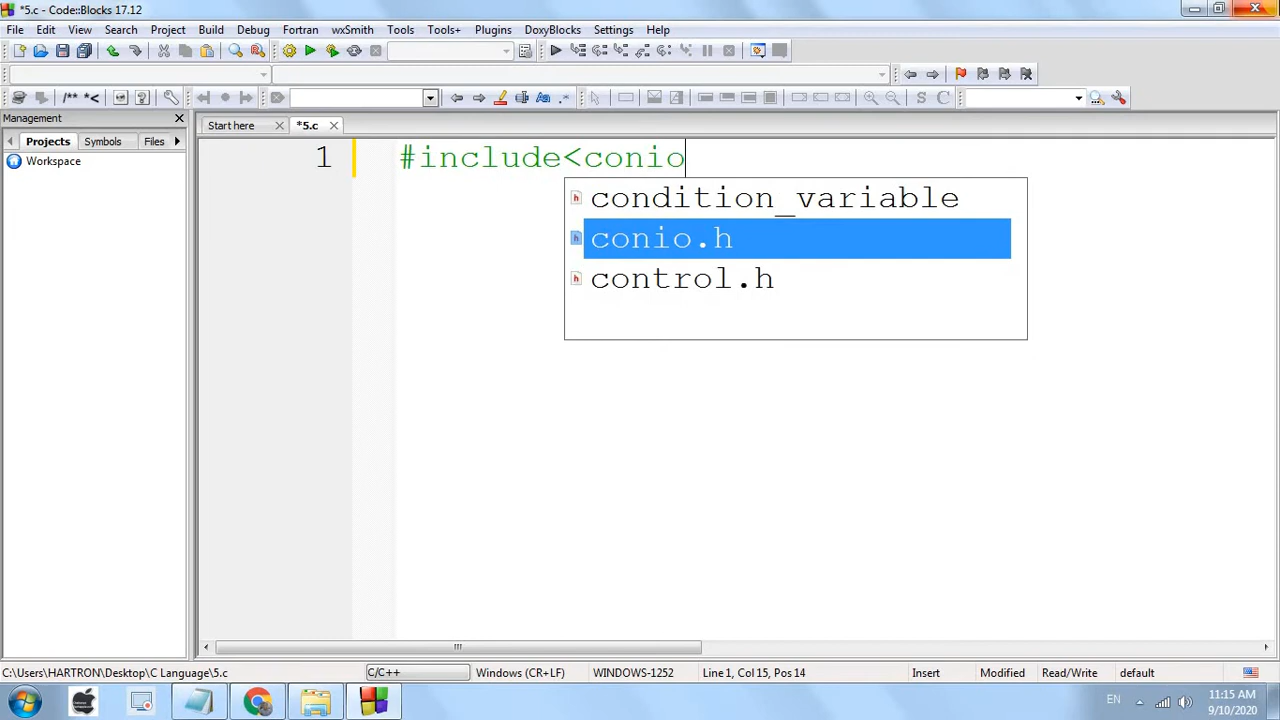 *5.c - Code::Blocks 17.12
File Edit View Search Project Build Debug Fortran wxSmith Tools Tools+ Plugins DoxyBlocks Settings Help
/** *<
S C
Management
Start here *5.c
Projects Symbols Files
Workspace
1 #include<conio
condition_variable
conio.h
control.h
C:\Users\HARTRON\Desktop\C Language\5.c C/C++ Windows (CR+LF) WINDOWS-1252 Line 1, Col 15, Pos 14 Insert Modified Read/Write default
EN 11:15 AM
9/10/2020